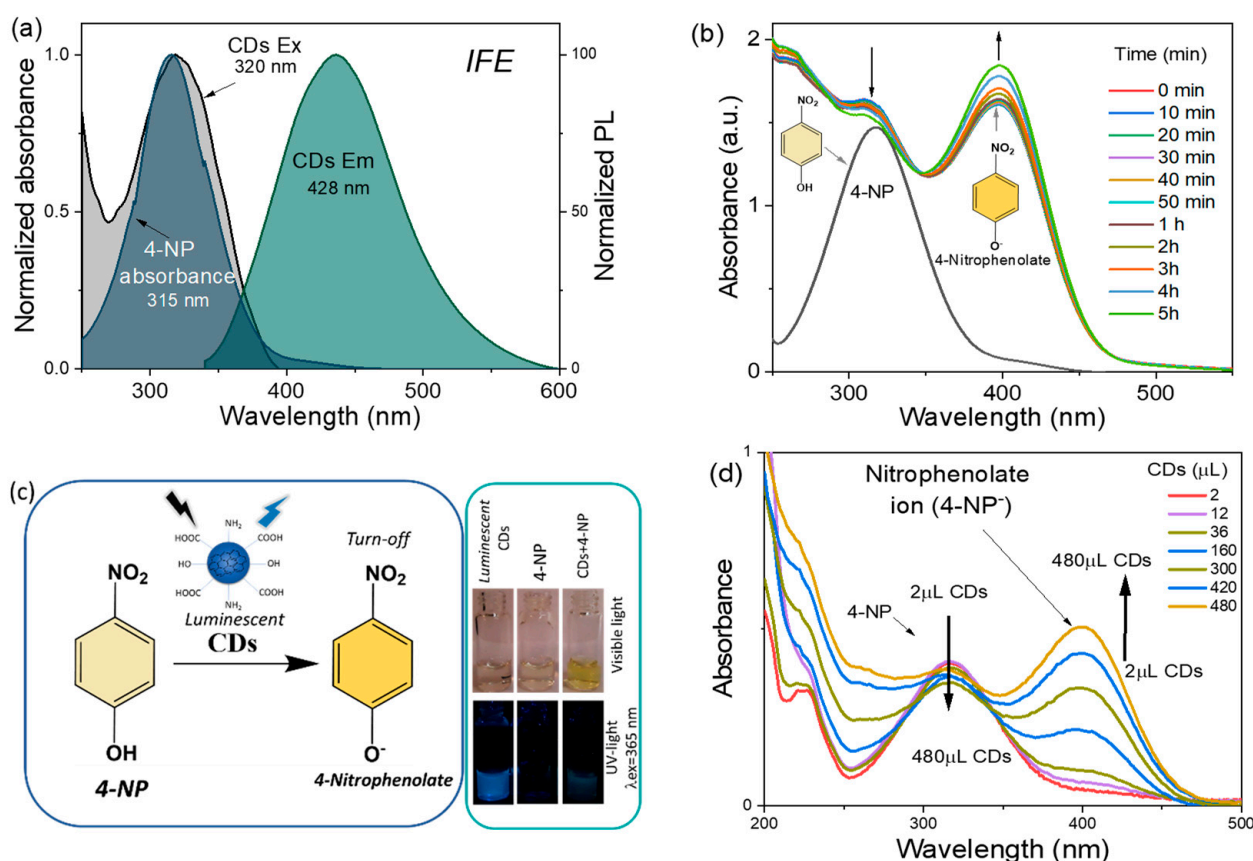 (a)
CDs Ex
320 nm
IFE
CDs Em
428 nm
4-NP
absorbance
315 nm
1.0
0.5
0.0
100
50
0
300
400
500
600
Normalized absorbance
Normalized PL
Wavelength (nm)
(b)
2
1
0
Time (min)
0 min
10 min
20 min
30 min
40 min
50 min
1 h
2h
3h
4h
5h
NO₂
OH
4-NP
NO₂
O⁻
4-Nitrophenolate
300
400
500
Absorbance (a.u.)
Wavelength (nm)
(c)
NH₂
HOOC
COOH
HO
OH
HOOC
COOH
NH₂
Luminescent
CDs
NO₂
OH
4-NP
Turn-off
NO₂
O⁻
4-Nitrophenolate
Luminescent
CDs
4-NP
CDs+4-NP
Visible light
UV-light
λ.ex=365 nm
(d)
1
0
Nitrophenolate
ion (4-NP⁻)
CDs (μL)
2
12
36
160
300
420
480
4-NP
2μL CDs
480μL CDs
480μL CDs
2μL CDs
200
300
400
500
Absorbance
Wavelength (nm)